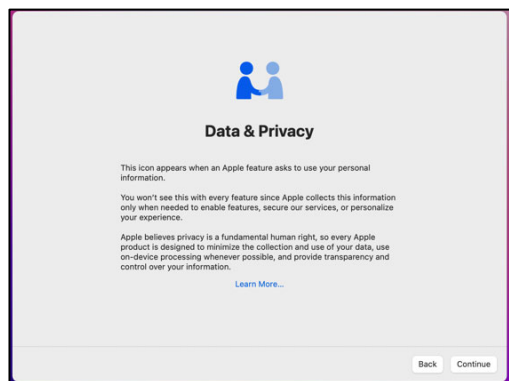 Data & Privacy
This icon appears when an Apple feature asks to use your personal
information.
You won't see this with every feature since Apple collects this information
only when needed to enable features, secure our services, or personalize
your experience.
Apple believes privacy is a fundamental human right, so every Apple
product is designed to minimize the collection and use of your data, use
on-device processing whenever possible, and provide transparency and
control over your information.
Learn More...
Back Continue